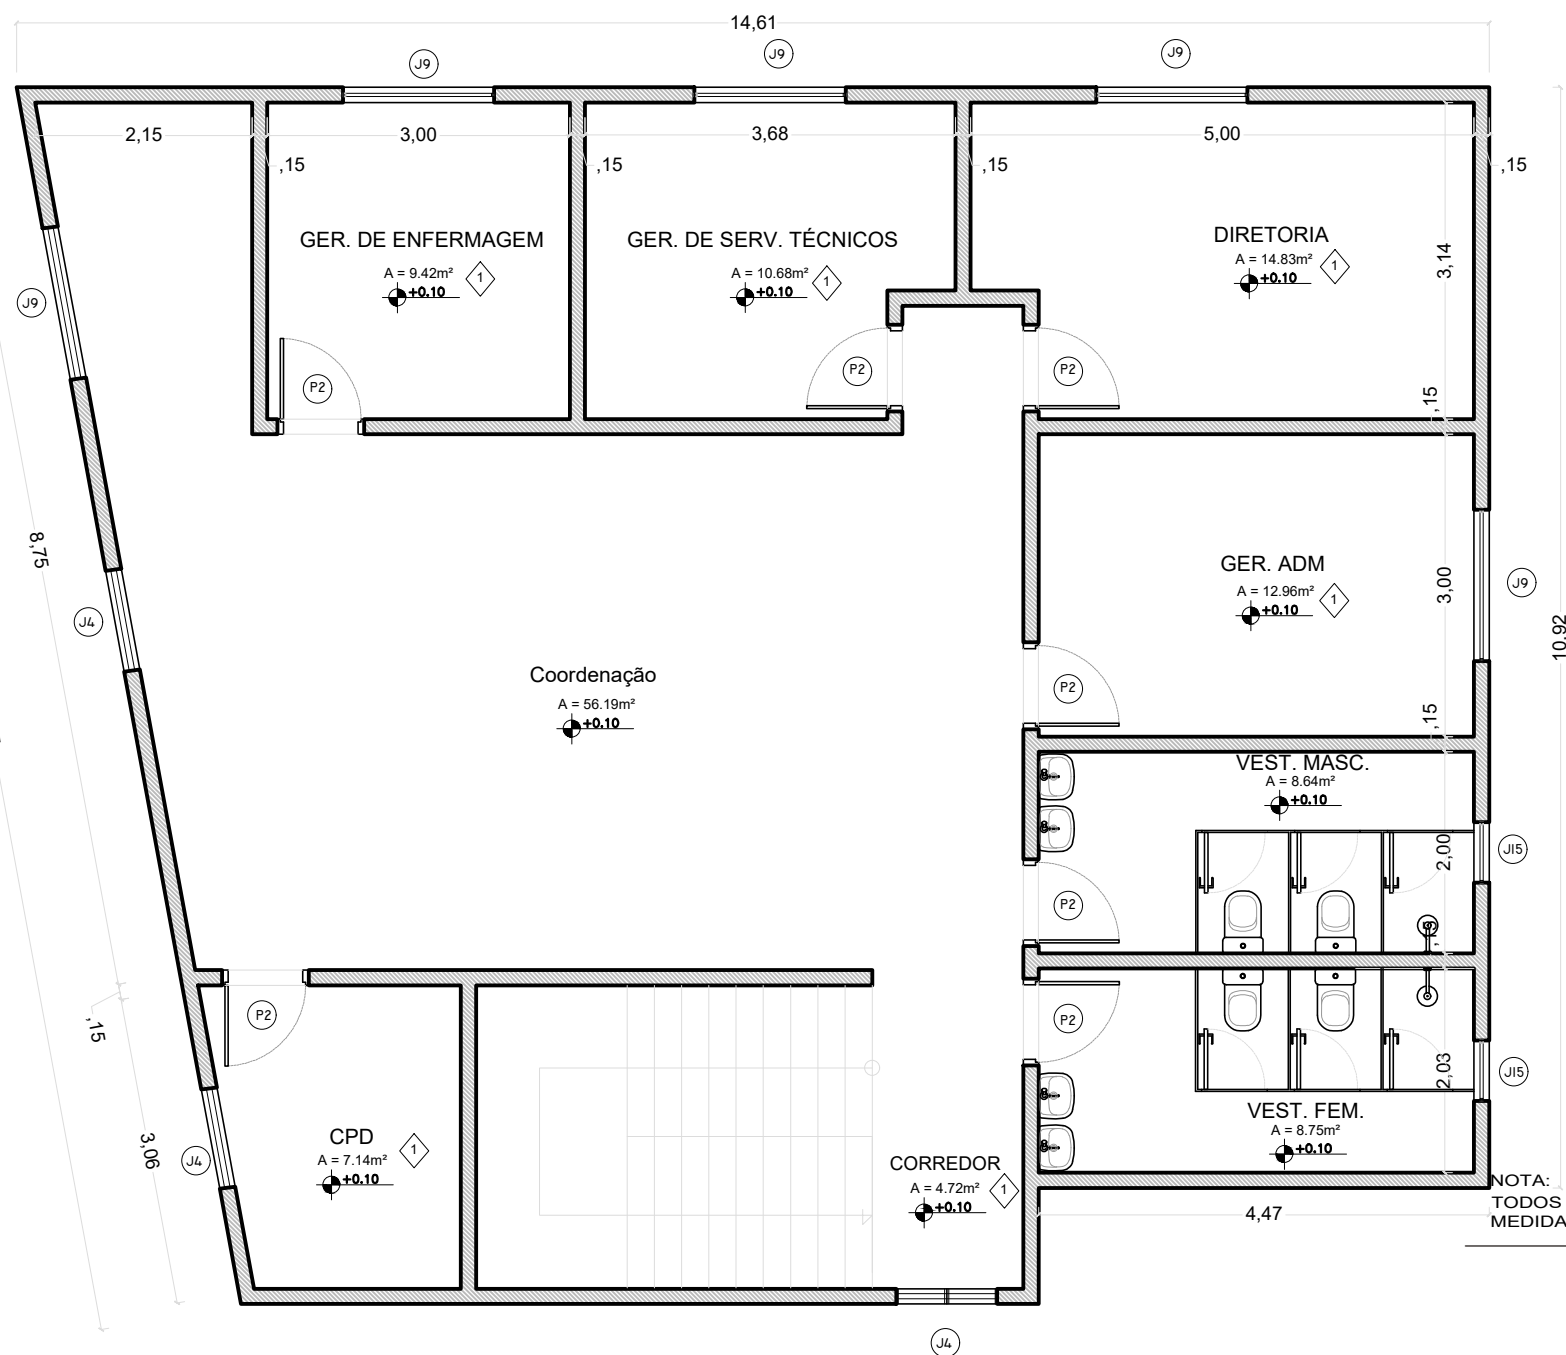 14,61
J9
J9
J9
2,15
3,00
3,68
5,00
,15
,15
,15
,15
GER. DE ENFERMAGEM
A = 9.42m²
+0.10
1
GER. DE SERV. TÉCNICOS
A = 10.68m²
+0.10
1
DIRETORIA
A = 14.83m²
+0.10
1
3,14
J9
P2
P2
P2
,15
8,75
J4
GER. ADM
A = 12.96m²
+0.10
1
3,00
J9
10,92
Coordenação
A = 56.19m²
+0.10
P2
,15
VEST. MASC.
A = 8.64m²
+0.10
2,00
J15
P2
,15
P2
,15
P2
2,03
J15
VEST. FEM.
A = 8.75m²
+0.10
3,06
J4
CPD
A = 7.14m²
+0.10
1
CORREDOR
A = 4.72m²
+0.10
1
4,47
NOTA:
TODOS
MEDIDA
J4